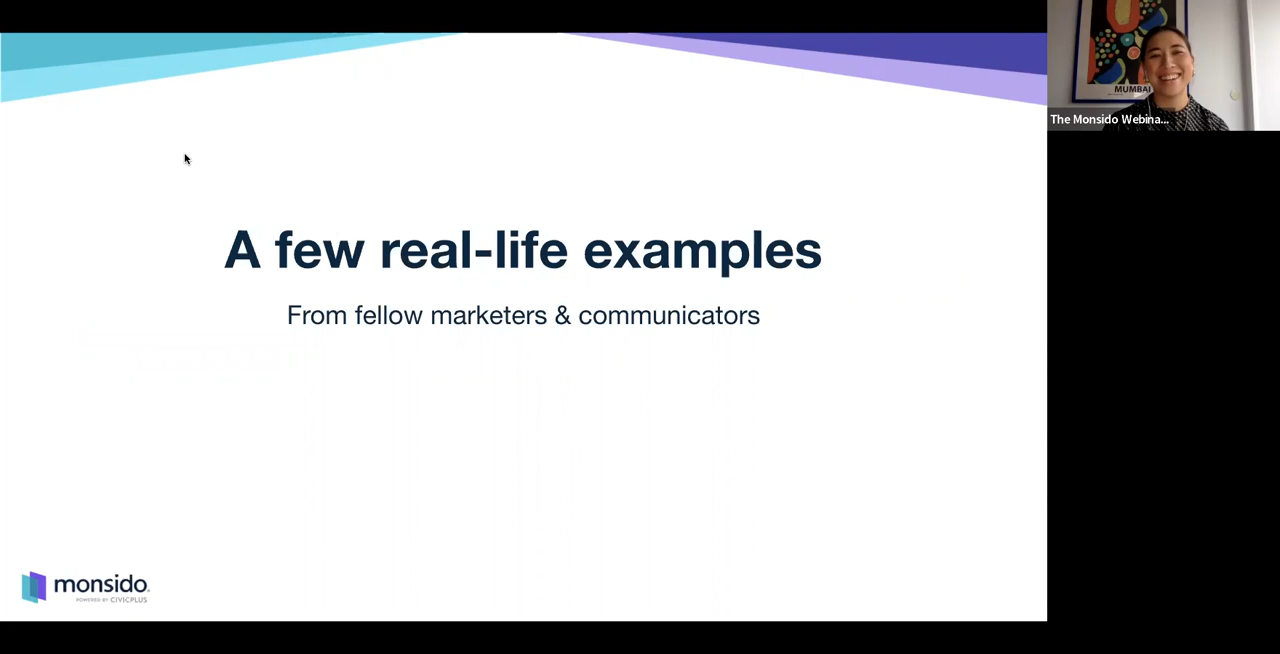 A few real-life examples
From fellow marketers & communicators
monsido
POWERED BY CIVICPLUS
MUMBAI
The Monsido Webina...